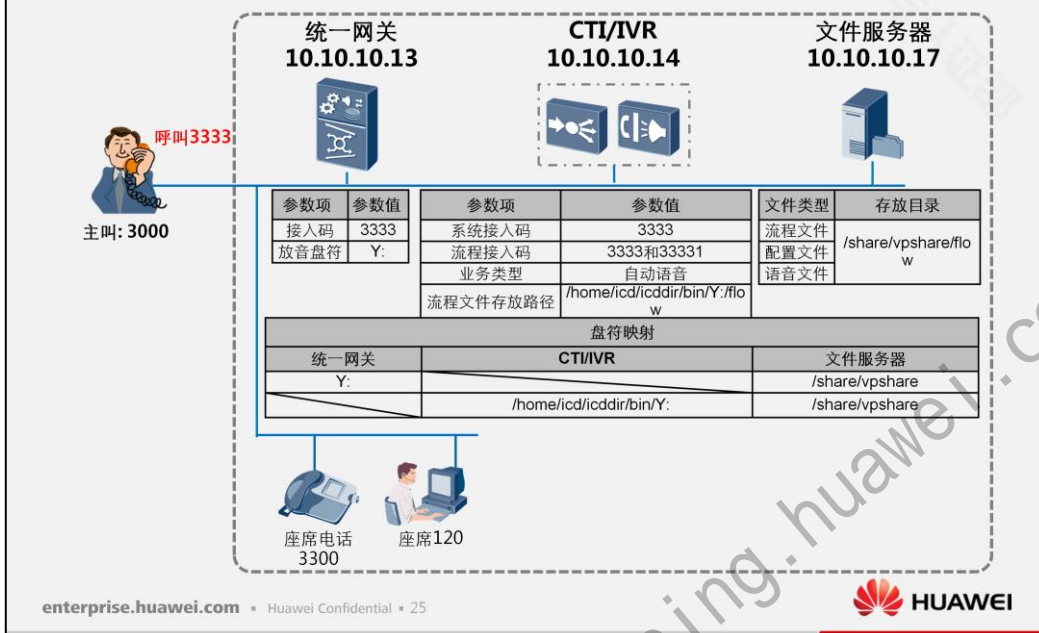 统一网关
10.10.10.13
CTI/IVR
10.10.10.14
文件服务器
10.10.10.17
呼叫3333
主叫: 3000
参数项 参数值
接入码 3333
放音盘符 Y:
参数项 参数值
系统接入码 3333
流程接入码 3333和33331
业务类型 自动语音
流程文件存放路径 /home/icd/icddir/bin/Y:/flo
w
文件类型 存放目录
流程文件
配置文件
语音文件
/share/vpshare/flo
w
盘符映射
统一网关 CTI/IVR 文件服务器
Y: /share/vpshare
/home/icd/icddir/bin/Y: /share/vpshare
座席电话
3300
座席120
enterprise.huawei.com ▪ Huawei Confidential ▪ 25
HUAWEI